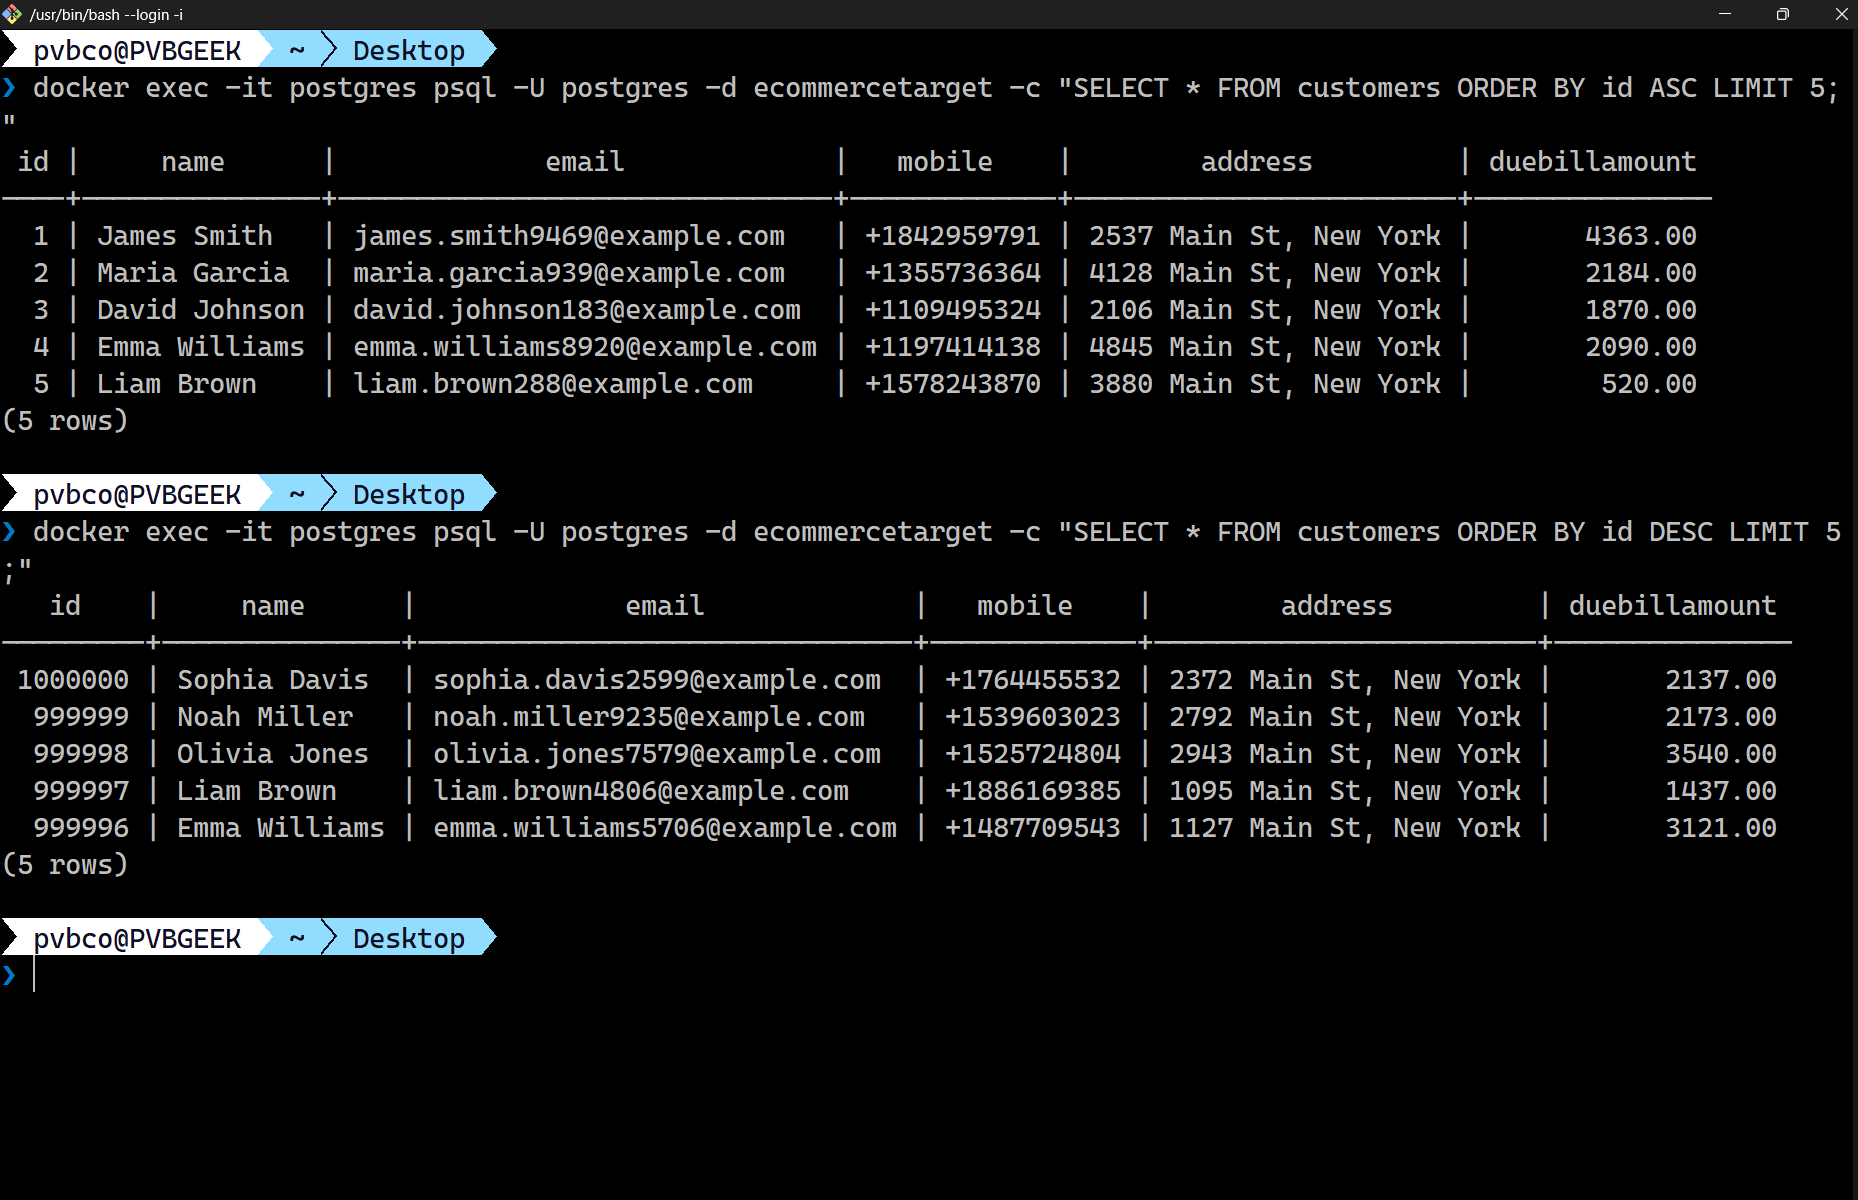 /usr/bin/bash --login -i
pvbco@PVBGEEK ~ Desktop
❯ docker exec -it postgres psql -U postgres -d ecommercetarget -c "SELECT * FROM customers ORDER BY id ASC LIMIT 5;
"
 id |     name      |             email             |   mobile    |        address         | duebillamount
----+---------------+-------------------------------+-------------+------------------------+---------------
  1 | James Smith   | james.smith9469@example.com   | +1842959791 | 2537 Main St, New York |       4363.00
  2 | Maria Garcia  | maria.garcia939@example.com   | +1355736364 | 4128 Main St, New York |       2184.00
  3 | David Johnson | david.johnson183@example.com  | +1109495324 | 2106 Main St, New York |       1870.00
  4 | Emma Williams | emma.williams8920@example.com | +1197414138 | 4845 Main St, New York |       2090.00
  5 | Liam Brown    | liam.brown288@example.com     | +1578243870 | 3880 Main St, New York |        520.00
(5 rows)
pvbco@PVBGEEK ~ Desktop
❯ docker exec -it postgres psql -U postgres -d ecommercetarget -c "SELECT * FROM customers ORDER BY id DESC LIMIT 5
;"
   id    |     name      |             email             |   mobile    |        address         | duebillamount
---------+---------------+-------------------------------+-------------+------------------------+---------------
 1000000 | Sophia Davis  | sophia.davis2599@example.com  | +1764455532 | 2372 Main St, New York |       2137.00
  999999 | Noah Miller   | noah.miller9235@example.com   | +1539603023 | 2792 Main St, New York |       2173.00
  999998 | Olivia Jones  | olivia.jones7579@example.com  | +1525724804 | 2943 Main St, New York |       3540.00
  999997 | Liam Brown    | liam.brown4806@example.com    | +1886169385 | 1095 Main St, New York |       1437.00
  999996 | Emma Williams | emma.williams5706@example.com | +1487709543 | 1127 Main St, New York |       3121.00
(5 rows)
pvbco@PVBGEEK ~ Desktop
❯